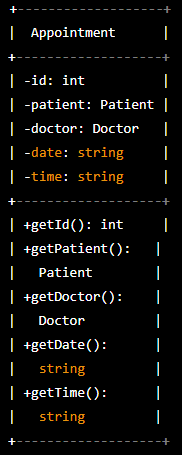 +-------------------+
|  Appointment      |
+-------------------+
| -id: int          |
| -patient: Patient |
| -doctor: Doctor   |
| -date: string     |
| -time: string     |
+-------------------+
| +getId(): int     |
| +getPatient():   |
|   Patient        |
| +getDoctor():    |
|   Doctor         |
| +getDate():      |
|   string         |
| +getTime():      |
|   string         |
+-------------------+